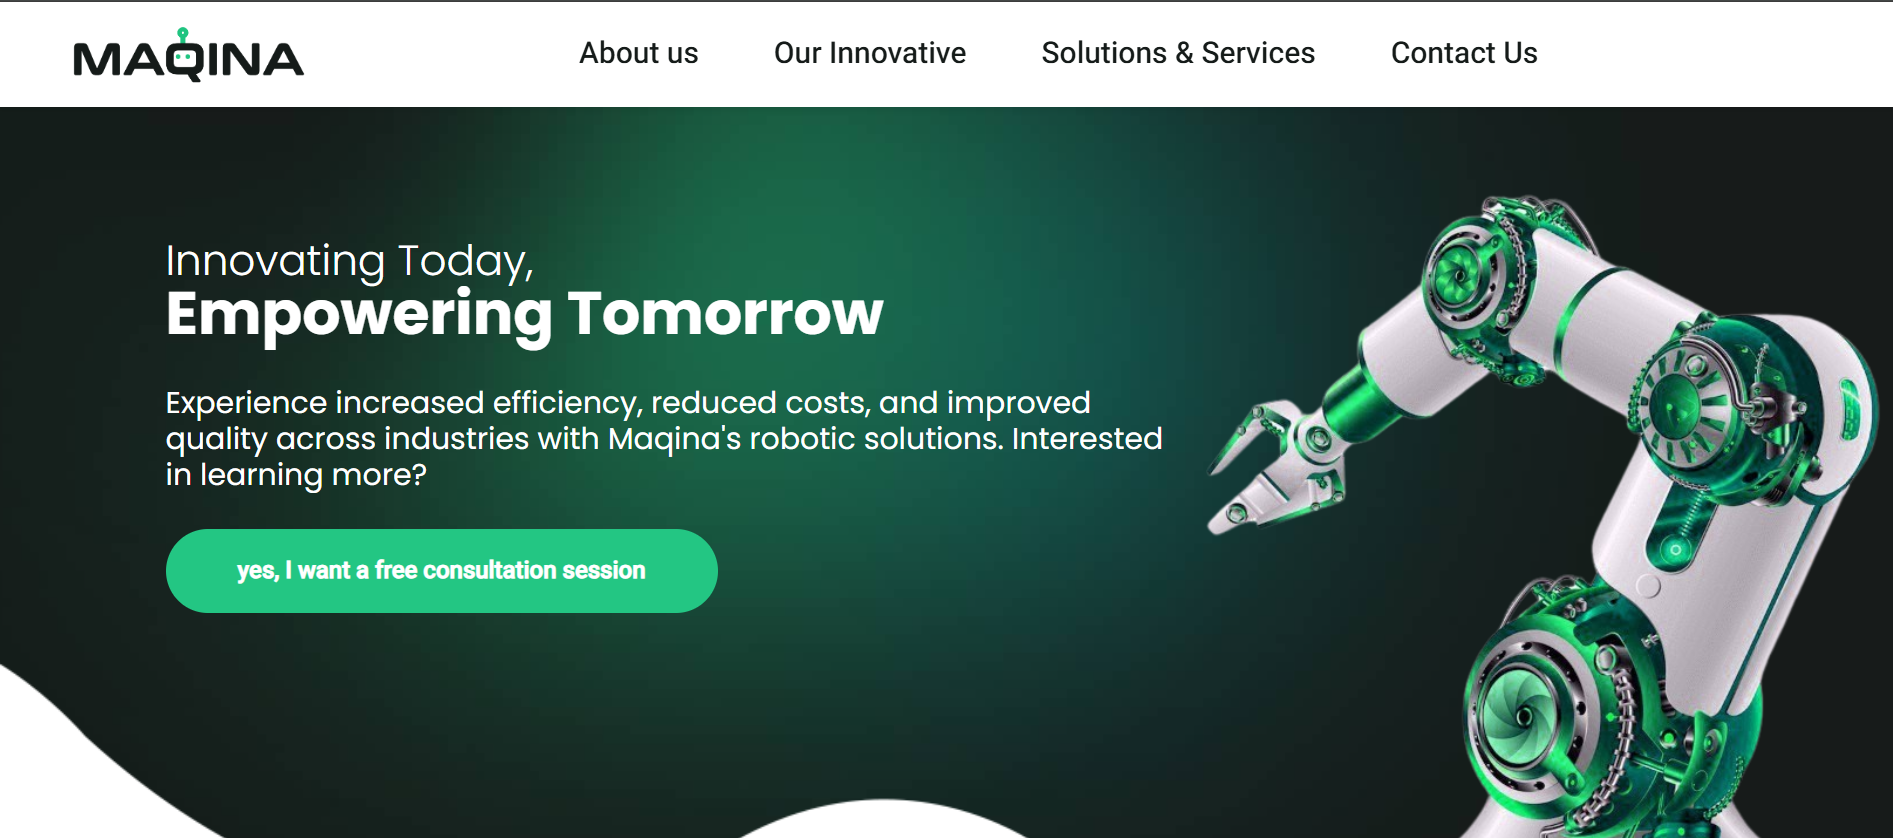 MAQINA
About us
Our Innovative
Solutions & Services
Contact Us
Innovating Today,
Empowering Tomorrow
Experience increased efficiency, reduced costs, and improved
quality across industries with Maqina's robotic solutions. Interested
in learning more?
yes, I want a free consultation session